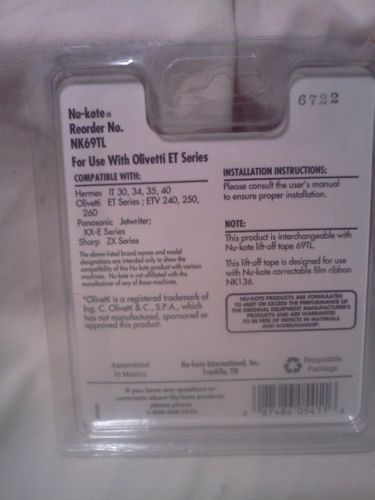 6722
Nu-kote®
Reorder No.
NK69TL
For Use With Olivetti ET Series
COMPATIBLE WITH:
Hermes IT 30, 34, 35, 40
Olivetti ET Series ; ETV 240, 250,
260
Panasonic Jetwriter;
KX-E Series
Sharp ZX Series
The above-listed brand names and model
designations are intended only to show the
compatibility of this Nu-kote product with various
machines. Nu-kote is not affiliated with the
manufacturer of any of these machines.
*Olivetti is a registered trademark of
Ing. C. Olivetti & C., S.P.A., which
has not manufactured, sponsored or
approved this product.
INSTALLATION INSTRUCTIONS:
Please consult the user's manual
to ensure proper installation.
NOTE:
This product is interchangeable with
Nu-kote lift-off tape 69TL.
This lift-off tape is designed for use
with Nu-kote correctable film ribbon
NK136.
NU-KOTE PRODUCTS ARE FORMULATED
TO MEET OR EXCEED THE PERFORMANCE OF
THE ORIGINAL EQUIPMENT MANUFACTURER'S
PRODUCTS AND ARE WARRANTED
TO BE FREE OF DEFECTS IN MATERIALS
AND WORKMANSHIP.
Assembled
in Mexico
Nu-kote International, Inc.
Franklin, TN
Recyclable
Package
If you have any questions or
comments about Nu-kote products,
please phone:
6 87486 05411 4